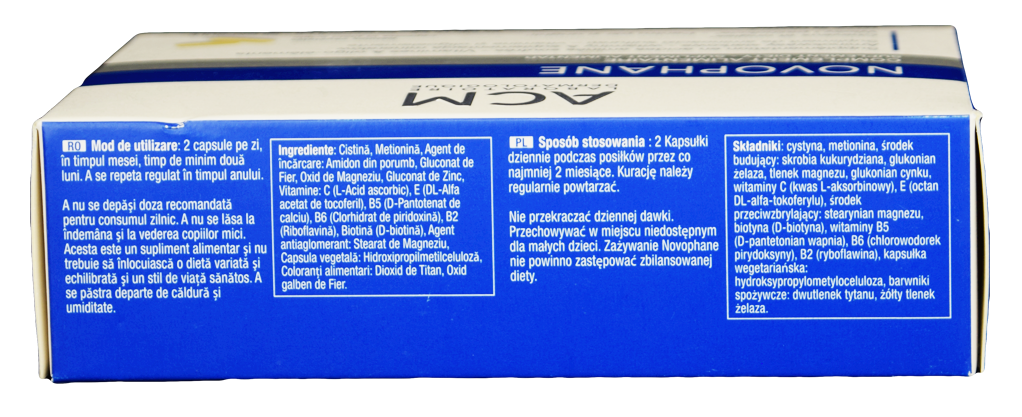 NOVOPHANE
COMPLÉMENT ALIMENTAIRE
LABORATOIRE
DERMATOLOGIQUE
ACM
RO Mod de utilizare: 2 capsule pe zi,
în timpul mesei, timp de minim două
luni. A se repeta regulat în timpul anului.
A nu se depăşi doza recomandată
pentru consumul zilnic. A nu se lăsa la
îndemâna şi la vederea copiilor mici.
Acesta este un supliment alimentar şi nu
trebuie să înlocuiască o dietă variată şi
echilibrată şi un stil de viaţă sănătos. A
se păstra departe de căldură şi
umiditate.
Ingrediente: Cistină, Metionină, Agent de
încărcare: Amidon din porumb, Gluconat de
Fier, Oxid de Magneziu, Gluconat de Zinc,
Vitamine: C (L-Acid ascorbic), E (DL-Alfa
acetat de tocoferil), B5 (D-Pantotenat de
calciu), B6 (Clorhidrat de piridoxină), B2
(Riboflavină), Biotină (D-biotină), Agent
antiaglomerant: Stearat de Magneziu,
Capsula vegetală: Hidroxipropilmetilceluloză,
Coloranţi alimentari: Dioxid de Titan, Oxid
galben de Fier.
PL Sposób stosowania : 2 Kapsułki
dziennie podczas posiłków przez co
najmniej 2 miesiące. Kurację należy
regularnie powtarzać.
Nie przekraczać dziennej dawki.
Przechowywać w miejscu niedostępnym
dla małych dzieci. Zażywanie Novophane
nie powinno zastępować zbilansowanej
diety.
Składniki: cystyna, metionina, środek
budujący: skrobia kukurydziana, glukonian
żelaza, tlenek magnezu, glukonian cynku,
witaminy C (kwas L-aksorbinowy), E (octan
DL-alfa-tokoferylu), środek
przeciwzbrylający: stearynian magnezu,
biotyna (D-biotyna), witaminy B5
(D-pantetonian wapnia), B6 (chlorowodorek
pirydoksyny), B2 (ryboflawina), kapsułka
wegetariańska:
hydroksypropylometyloceluloza, barwniki
spożywcze: dwutlenek tytanu, żółty tlenek
żelaza.